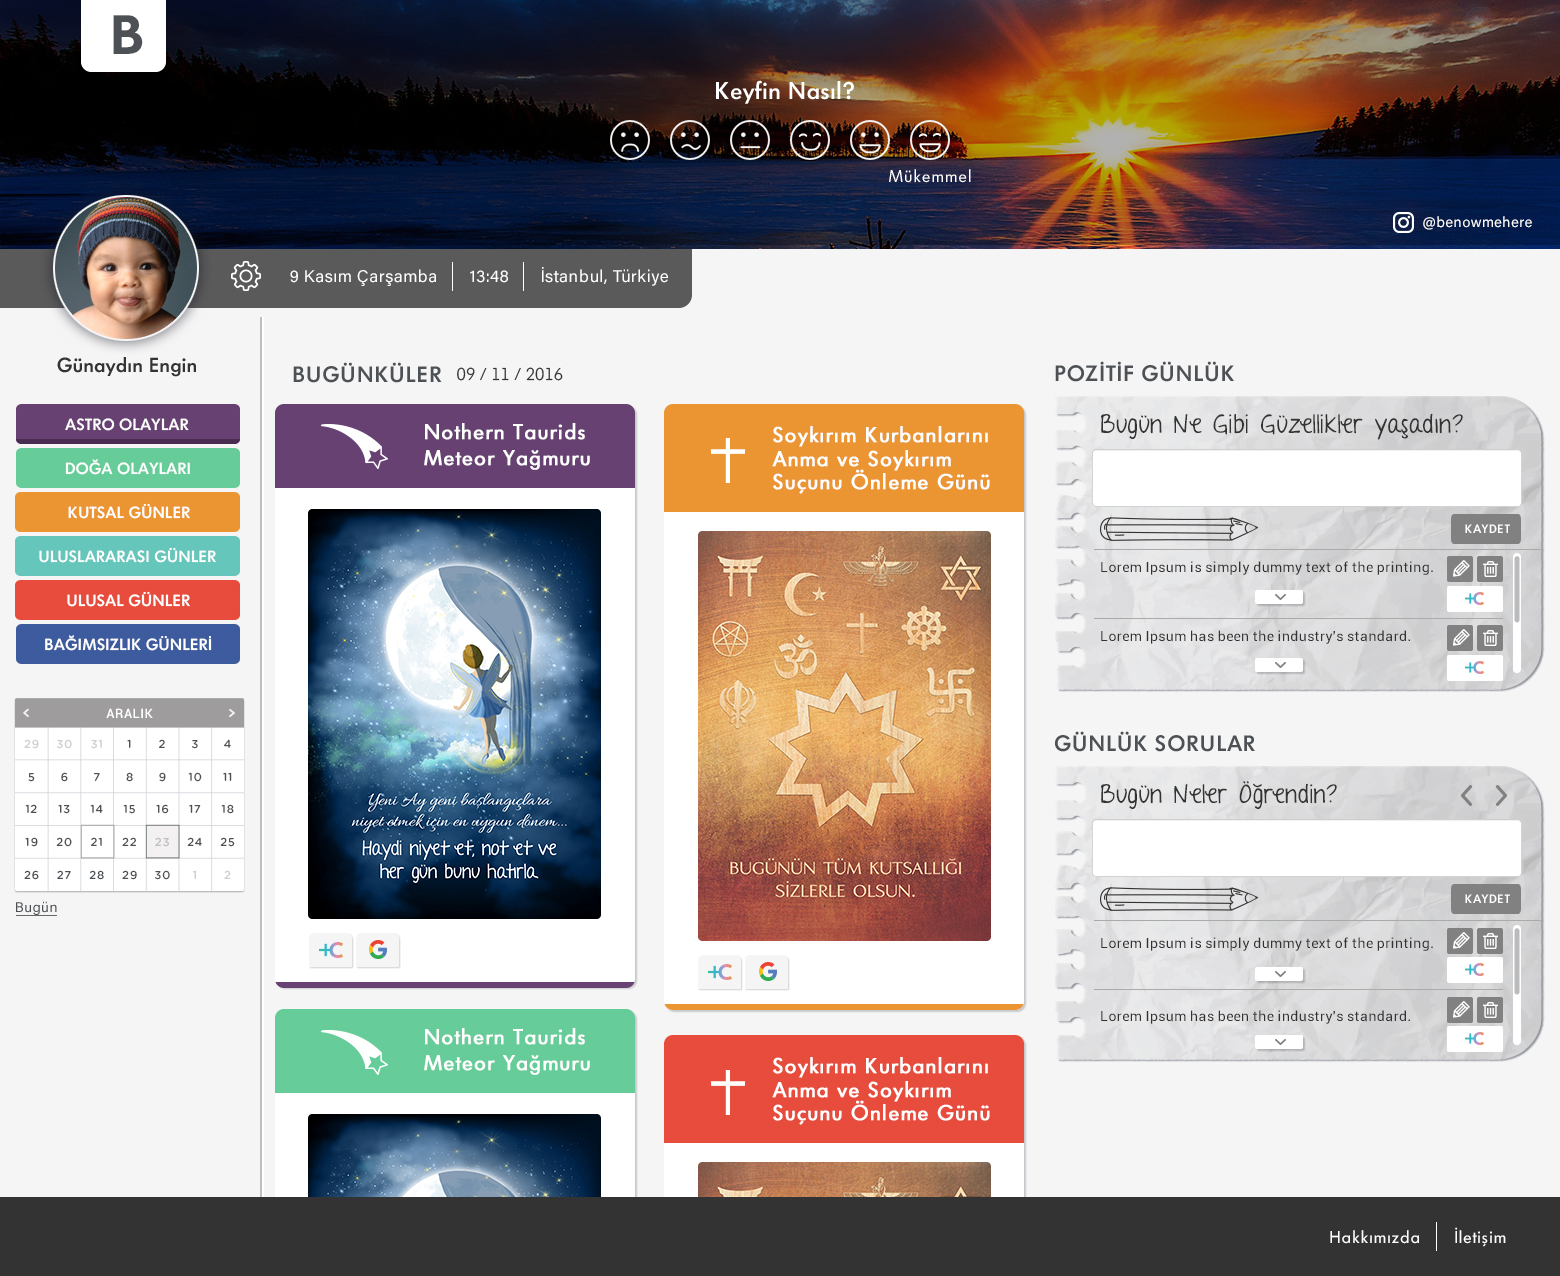 B
Keyfin Nasıl?
Mükemmel
@benowmehere
9 Kasım Çarşamba
13:48
İstanbul, Türkiye
Günaydın Engin
ASTRO OLAYLAR
DOĞA OLAYLARI
KUTSAL GÜNLER
ULUSLARARASI GÜNLER
ULUSAL GÜNLER
BAĞIMSIZLIK GÜNLERİ
< ARALIK >
29 30 31 1 2 3 4
5 6 7 8 9 10 11
12 13 14 15 16 17 18
19 20 21 22 23 24 25
26 27 28 29 30 1 2
Bugün
BUGÜNKÜLER 09 / 11 / 2016
Nothern Taurids
Meteor Yağmuru
Yeni Ay yeni başlangıçlara
niyet etmek için en uygun dönem...
Haydi niyet et, not et ve
her gün bunu hatırla.
+C G
Nothern Taurids
Meteor Yağmuru
Soykırım Kurbanlarını
Anma ve Soykırım
Suçunu Önleme Günü
BUGÜNÜN TÜM KUTSALLIĞI
SİZLERLE OLSUN.
+C G
Soykırım Kurbanlarını
Anma ve Soykırım
Suçunu Önleme Günü
POZİTİF GÜNLÜK
Bugün Ne Gibi Güzellikler yaşadın?
KAYDET
Lorem Ipsum is simply dummy text of the printing.
+C
Lorem Ipsum has been the industry's standard.
+C
GÜNLÜK SORULAR
Bugün Neler Öğrendin?
KAYDET
Lorem Ipsum is simply dummy text of the printing.
+C
Lorem Ipsum has been the industry's standard.
+C
Hakkımızda
İletişim